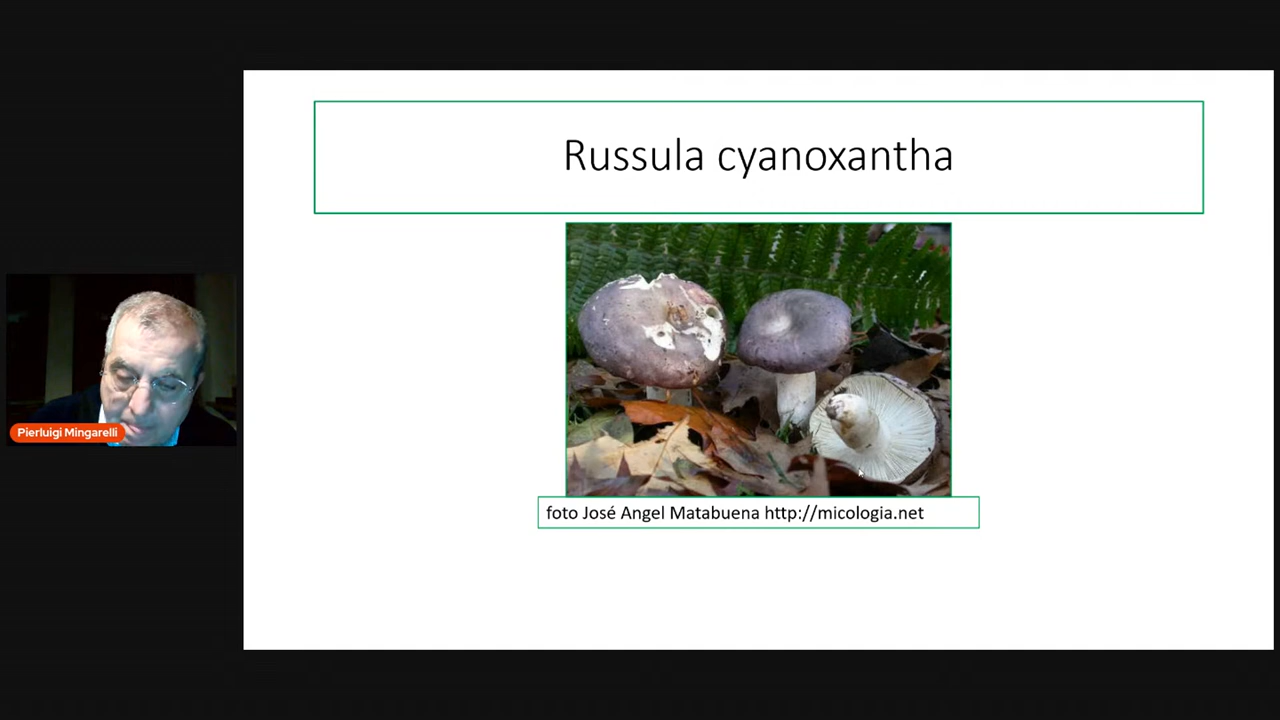 Russula cyanoxantha
Pierluigi Mingarelli
foto José Angel Matabuena http://micologia.net